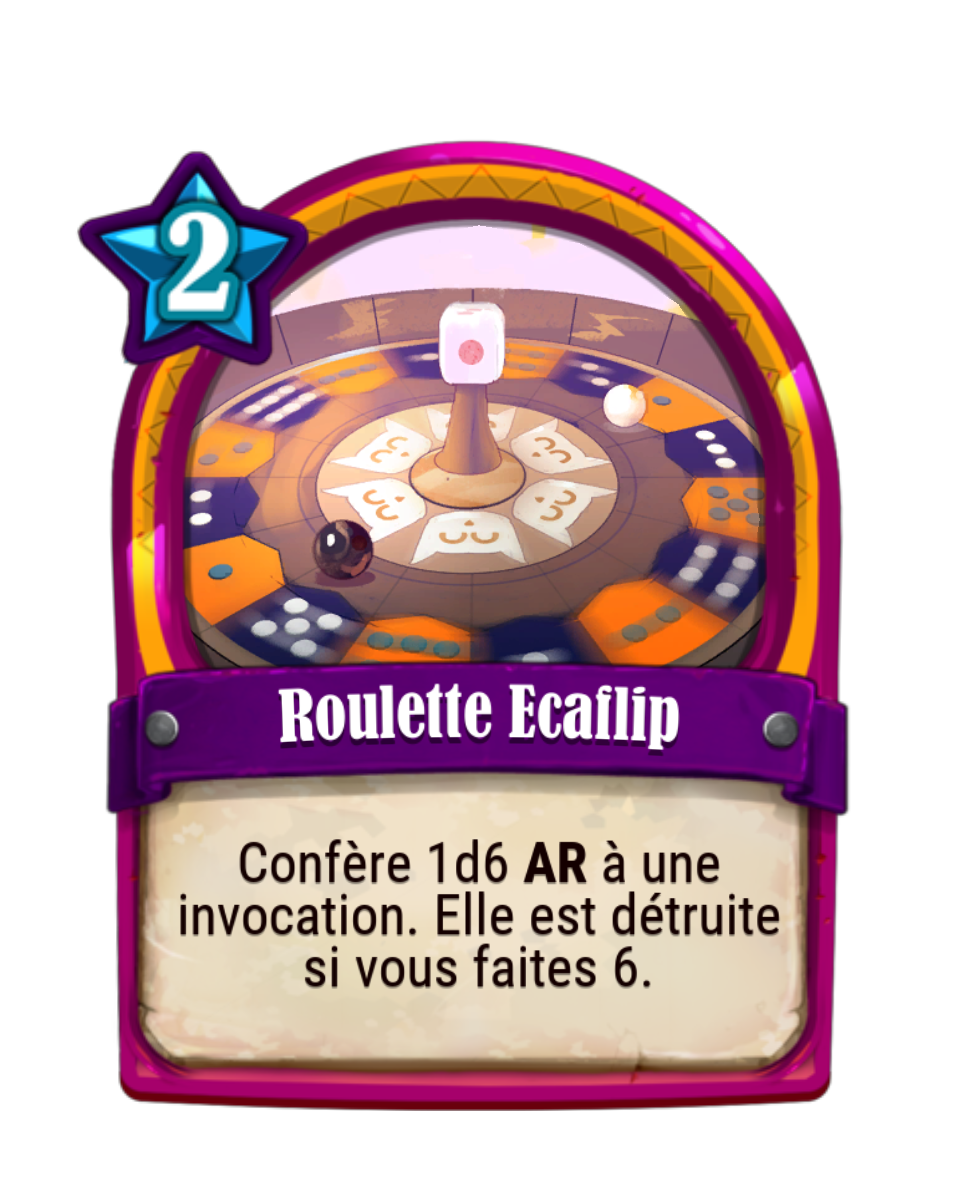 2
Roulette Ecaflip
Confère 1d6 AR à une
invocation. Elle est détruite
si vous faites 6.